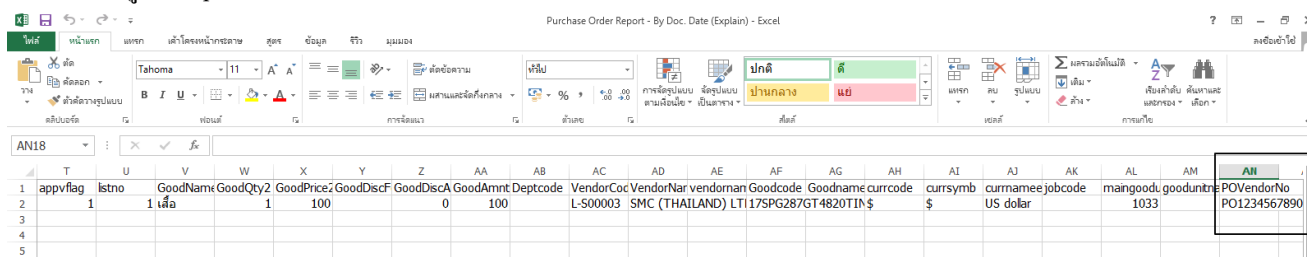 Purchase Order Report - By Doc. Date (Explain) - Excel
ไฟล์ หน้าแรก แทรก เค้าโครงหน้ากระดาษ สูตร ข้อมูล รีวิว มุมมอง ลงชื่อเข้าใช้
ตัด Tahoma 11 ตัดข้อความ ทั่วไป ปกติ ดี ผลรวมอัตโนมัติ
คัดลอก เติม
วาง ตัวคัดวางรูปแบบ B I U ผสานและจัดกึ่งกลาง % การจัดรูปแบบตามเงื่อนไข จัดรูปแบบเป็นตาราง ปานกลาง แย่ แทรก ลบ รูปแบบ ล้าง เรียงลำดับและกรอง ค้นหาและเลือก
คลิปบอร์ด ฟอนต์ การจัดแนว ตัวเลข สไตล์ เซลล์ การแก้ไข
AN18 fx
T U V W X Y Z AA AB AC AD AE AF AG AH AI AJ AK AL AM AN
1 appvflag listno GoodName GoodQty2 GoodPrice2 GoodDiscF GoodDiscA GoodAmnt Deptcode VendorCod VendorNar vendornan Goodcode Goodname currcode currsymb currnamee jobcode maingoodu goodunitne POVendorNo
2 1 1 เสื้อ 1 100 0 100 L-S00003 SMC (THAILAND) LTI 17SPG287GT4820TIN $ $ US dollar 1033 PO1234567890
3
4
5